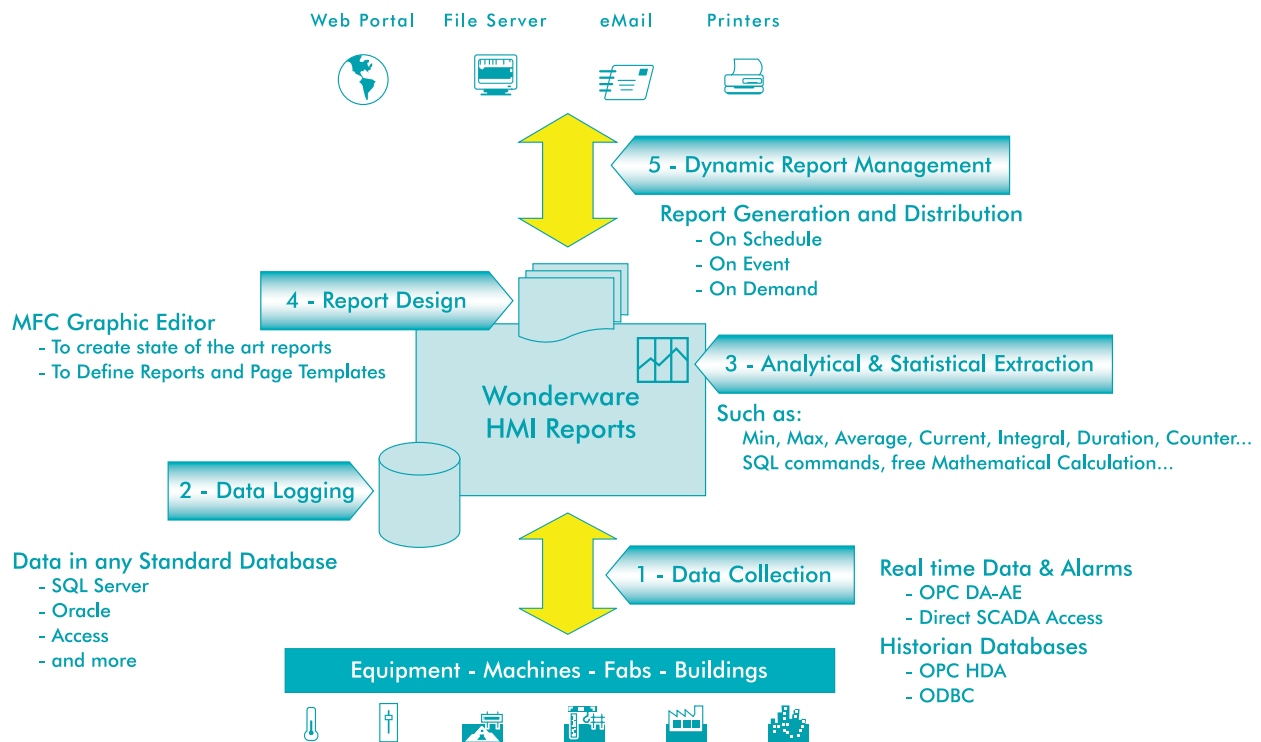 Web Portal
File Server
eMail
Printers
5 - Dynamic Report Management
Report Generation and Distribution
- On Schedule
- On Event
- On Demand
4 - Report Design
MFC Graphic Editor
- To create state of the art reports
- To Define Reports and Page Templates
3 - Analytical & Statistical Extraction
Wonderware
HMI Reports
Such as:
Min, Max, Average, Current, Integral, Duration, Counter...
SQL commands, free Mathematical Calculation...
2 - Data Logging
Data in any Standard Database
- SQL Server
- Oracle
- Access
- and more
1 - Data Collection
Real time Data & Alarms
- OPC DA-AE
- Direct SCADA Access
Historian Databases
- OPC HDA
- ODBC
Equipment - Machines - Fabs - Buildings